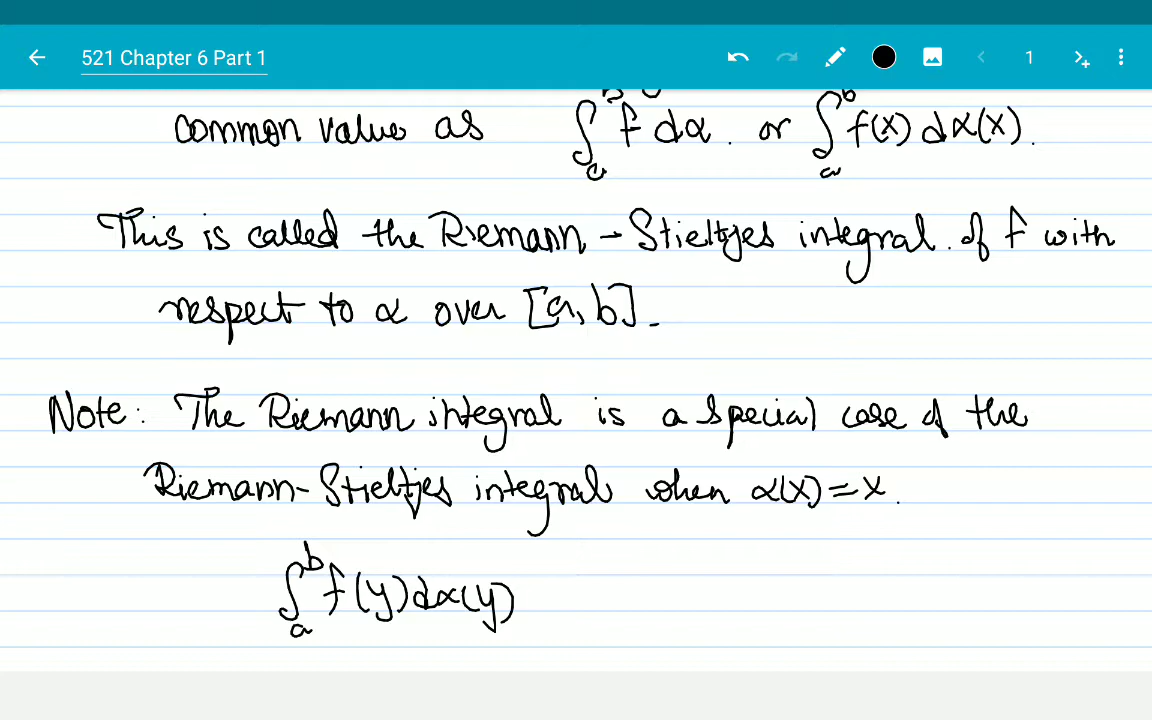 521 Chapter 6 Part 1
1
common value as ∫_a^b f dα. or ∫_a^b f(x) dα(x).
This is called the Riemann - Stieltjes integral. of f with
respect to α over [a, b].
Note: The Riemann integral is a special case of the
Riemann-Stieltjes integral when α(x) = x.
∫_a^b f(y) dα(y)